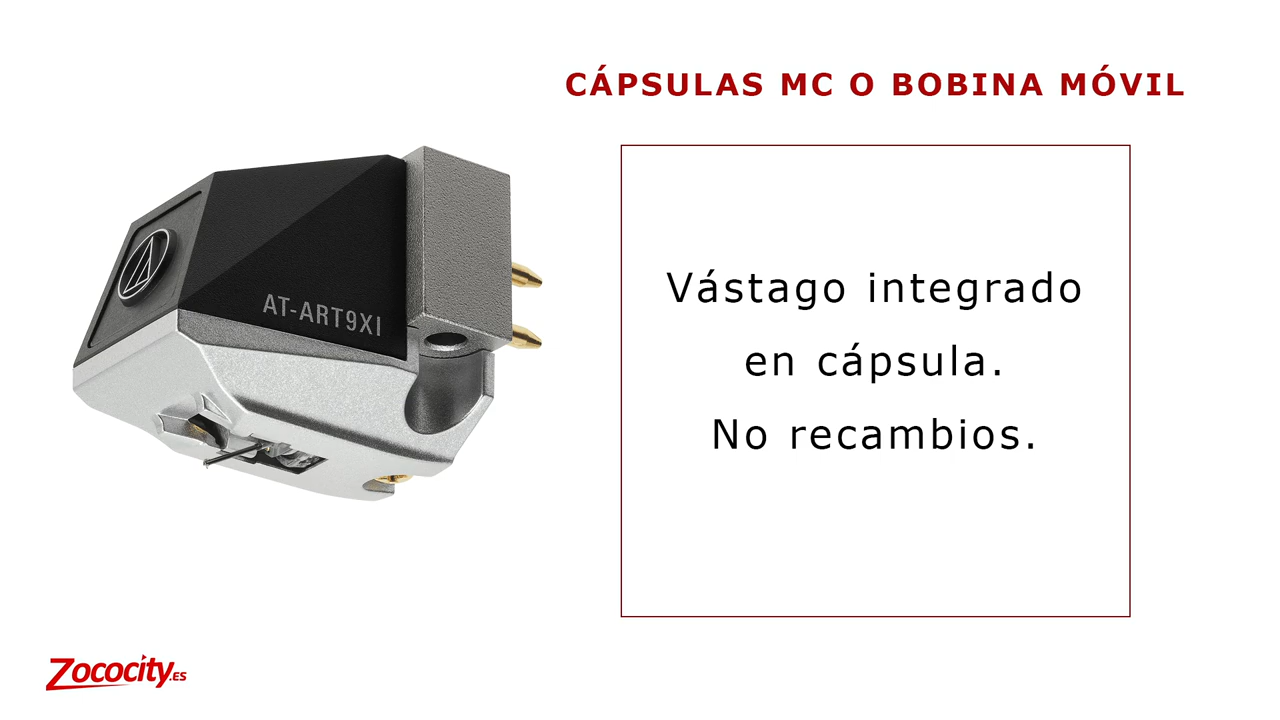 CÁPSULAS MC O BOBINA MÓVIL
AT-ART9XI
Vástago integrado
en cápsula.
No recambios.
Zococity.ES